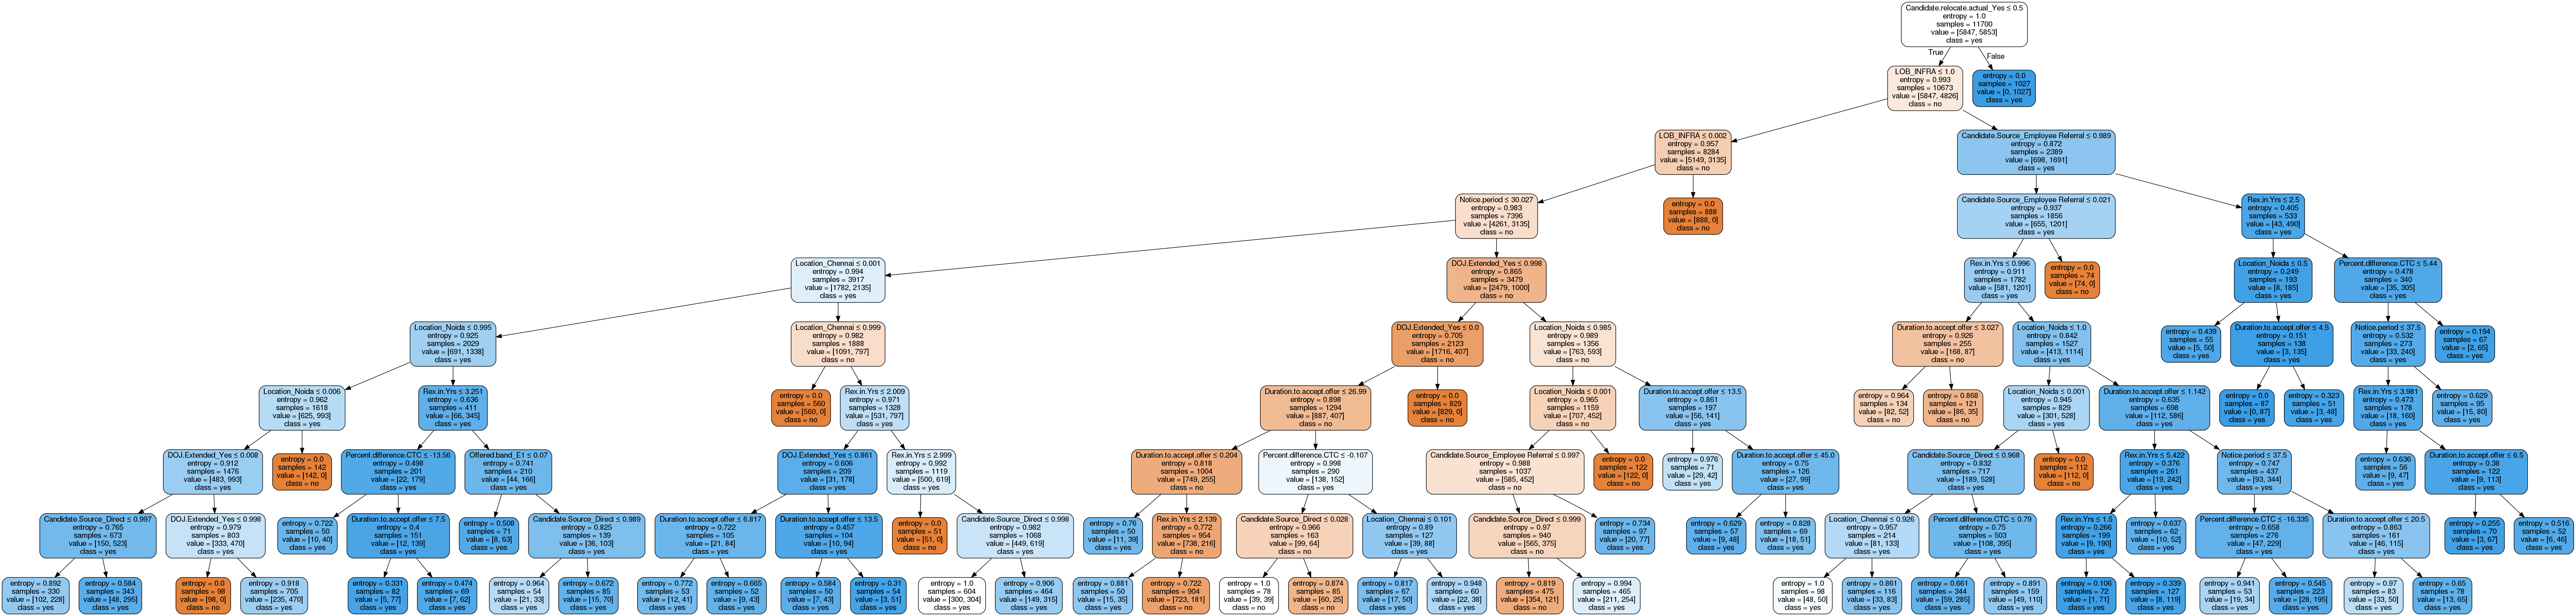 Candidate.relocate.actual_Yes ≤ 0.5
entropy = 1.0
samples = 11700
value = [5847, 5853]
class = yes
True
False
LOB_INFRA ≤ 1.0
entropy = 0.993
samples = 10673
value = [5847, 4826]
class = no
entropy = 0.0
samples = 1027
value = [0, 1027]
class = yes
LOB_INFRA ≤ 0.002
entropy = 0.957
samples = 8284
value = [5149, 3135]
class = no
Candidate.Source_Employee Referral ≤ 0.989
entropy = 0.872
samples = 2389
value = [698, 1691]
class = yes
Notice.period ≤ 30.027
entropy = 0.983
samples = 7396
value = [4261, 3135]
class = no
entropy = 0.0
samples = 888
value = [888, 0]
class = no
Candidate.Source_Employee Referral ≤ 0.021
entropy = 0.937
samples = 1856
value = [655, 1201]
class = yes
Rex.in.Yrs ≤ 2.5
entropy = 0.405
samples = 533
value = [43, 490]
class = yes
Location_Chennai ≤ 0.001
entropy = 0.994
samples = 3917
value = [1782, 2135]
class = yes
DOJ.Extended_Yes ≤ 0.998
entropy = 0.865
samples = 3479
value = [2479, 1000]
class = no
Rex.in.Yrs ≤ 0.996
entropy = 0.911
samples = 1782
value = [581, 1201]
class = yes
entropy = 0.0
samples = 74
value = [74, 0]
class = no
Location_Noida ≤ 0.5
entropy = 0.249
samples = 193
value = [8, 185]
class = yes
Percent.difference.CTC ≤ 5.44
entropy = 0.478
samples = 340
value = [35, 305]
class = yes
Location_Noida ≤ 0.995
entropy = 0.925
samples = 2029
value = [691, 1338]
class = yes
Location_Chennai ≤ 0.999
entropy = 0.982
samples = 1888
value = [1091, 797]
class = no
DOJ.Extended_Yes ≤ 0.0
entropy = 0.705
samples = 2123
value = [1716, 407]
class = no
Location_Noida ≤ 0.985
entropy = 0.989
samples = 1356
value = [763, 593]
class = no
Duration.to.accept.offer ≤ 3.027
entropy = 0.926
samples = 255
value = [168, 87]
class = no
Location_Noida ≤ 1.0
entropy = 0.842
samples = 1527
value = [413, 1114]
class = yes
entropy = 0.439
samples = 55
value = [5, 50]
class = yes
Duration.to.accept.offer ≤ 4.5
entropy = 0.151
samples = 138
value = [3, 135]
class = yes
Notice.period ≤ 37.5
entropy = 0.532
samples = 273
value = [33, 240]
class = yes
entropy = 0.194
samples = 67
value = [2, 65]
class = yes
Location_Noida ≤ 0.006
entropy = 0.962
samples = 1618
value = [625, 993]
class = yes
Rex.in.Yrs ≤ 3.251
entropy = 0.636
samples = 411
value = [66, 345]
class = yes
entropy = 0.0
samples = 560
value = [560, 0]
class = no
Rex.in.Yrs ≤ 2.009
entropy = 0.971
samples = 1328
value = [531, 797]
class = yes
Duration.to.accept.offer ≤ 26.99
entropy = 0.898
samples = 1294
value = [887, 407]
class = no
entropy = 0.0
samples = 829
value = [829, 0]
class = no
Location_Noida ≤ 0.001
entropy = 0.965
samples = 1159
value = [707, 452]
class = no
Duration.to.accept.offer ≤ 13.5
entropy = 0.861
samples = 197
value = [56, 141]
class = yes
entropy = 0.964
samples = 134
value = [82, 52]
class = no
entropy = 0.868
samples = 121
value = [86, 35]
class = no
Location_Noida ≤ 0.001
entropy = 0.945
samples = 829
value = [301, 528]
class = yes
Duration.to.accept.offer ≤ 1.142
entropy = 0.635
samples = 698
value = [112, 586]
class = yes
entropy = 0.0
samples = 87
value = [0, 87]
class = yes
entropy = 0.323
samples = 51
value = [3, 48]
class = yes
Rex.in.Yrs ≤ 3.981
entropy = 0.473
samples = 178
value = [18, 160]
class = yes
entropy = 0.629
samples = 95
value = [15, 80]
class = yes
DOJ.Extended_Yes ≤ 0.008
entropy = 0.912
samples = 1476
value = [483, 993]
class = yes
entropy = 0.0
samples = 142
value = [142, 0]
class = no
Percent.difference.CTC ≤ -13.56
entropy = 0.498
samples = 201
value = [22, 179]
class = yes
Offered.band_E1 ≤ 0.07
entropy = 0.741
samples = 210
value = [44, 166]
class = yes
DOJ.Extended_Yes ≤ 0.861
entropy = 0.606
samples = 209
value = [31, 178]
class = yes
Rex.in.Yrs ≤ 2.999
entropy = 0.992
samples = 1119
value = [500, 619]
class = yes
Duration.to.accept.offer ≤ 0.204
entropy = 0.818
samples = 1004
value = [749, 255]
class = no
Percent.difference.CTC ≤ -0.107
entropy = 0.998
samples = 290
value = [138, 152]
class = yes
Candidate.Source_Employee Referral ≤ 0.997
entropy = 0.988
samples = 1037
value = [585, 452]
class = no
entropy = 0.0
samples = 122
value = [122, 0]
class = no
entropy = 0.976
samples = 71
value = [29, 42]
class = yes
Duration.to.accept.offer ≤ 45.0
entropy = 0.75
samples = 126
value = [27, 99]
class = yes
Candidate.Source_Direct ≤ 0.968
entropy = 0.832
samples = 717
value = [189, 528]
class = yes
entropy = 0.0
samples = 112
value = [112, 0]
class = no
Rex.in.Yrs ≤ 5.422
entropy = 0.376
samples = 261
value = [19, 242]
class = yes
Notice.period ≤ 37.5
entropy = 0.747
samples = 437
value = [93, 344]
class = yes
entropy = 0.636
samples = 56
value = [9, 47]
class = yes
Duration.to.accept.offer ≤ 6.5
entropy = 0.38
samples = 122
value = [9, 113]
class = yes
Candidate.Source_Direct ≤ 0.997
entropy = 0.765
samples = 673
value = [150, 523]
class = yes
DOJ.Extended_Yes ≤ 0.998
entropy = 0.979
samples = 803
value = [333, 470]
class = yes
entropy = 0.722
samples = 50
value = [10, 40]
class = yes
Duration.to.accept.offer ≤ 7.5
entropy = 0.4
samples = 151
value = [12, 139]
class = yes
entropy = 0.508
samples = 71
value = [8, 63]
class = yes
Candidate.Source_Direct ≤ 0.989
entropy = 0.825
samples = 139
value = [36, 103]
class = yes
Duration.to.accept.offer ≤ 6.817
entropy = 0.722
samples = 105
value = [21, 84]
class = yes
Duration.to.accept.offer ≤ 13.5
entropy = 0.457
samples = 104
value = [10, 94]
class = yes
entropy = 0.0
samples = 51
value = [51, 0]
class = no
Candidate.Source_Direct ≤ 0.998
entropy = 0.982
samples = 1068
value = [449, 619]
class = yes
entropy = 0.76
samples = 50
value = [11, 39]
class = yes
Rex.in.Yrs ≤ 2.139
entropy = 0.772
samples = 954
value = [738, 216]
class = no
Candidate.Source_Direct ≤ 0.028
entropy = 0.966
samples = 163
value = [99, 64]
class = no
Location_Chennai ≤ 0.101
entropy = 0.89
samples = 127
value = [39, 88]
class = yes
Candidate.Source_Direct ≤ 0.999
entropy = 0.97
samples = 940
value = [565, 375]
class = no
entropy = 0.734
samples = 97
value = [20, 77]
class = yes
entropy = 0.629
samples = 57
value = [9, 48]
class = yes
entropy = 0.828
samples = 69
value = [18, 51]
class = yes
Location_Chennai ≤ 0.926
entropy = 0.957
samples = 214
value = [81, 133]
class = yes
Percent.difference.CTC ≤ 0.79
entropy = 0.75
samples = 503
value = [108, 395]
class = yes
Rex.in.Yrs ≤ 1.5
entropy = 0.266
samples = 199
value = [9, 190]
class = yes
entropy = 0.637
samples = 62
value = [10, 52]
class = yes
Percent.difference.CTC ≤ -16.335
entropy = 0.658
samples = 276
value = [47, 229]
class = yes
Duration.to.accept.offer ≤ 20.5
entropy = 0.863
samples = 161
value = [46, 115]
class = yes
entropy = 0.255
samples = 70
value = [3, 67]
class = yes
entropy = 0.516
samples = 52
value = [6, 46]
class = yes
entropy = 0.892
samples = 330
value = [102, 228]
class = yes
entropy = 0.584
samples = 343
value = [48, 295]
class = yes
entropy = 0.0
samples = 98
value = [98, 0]
class = no
entropy = 0.918
samples = 705
value = [235, 470]
class = yes
entropy = 0.331
samples = 82
value = [5, 77]
class = yes
entropy = 0.474
samples = 69
value = [7, 62]
class = yes
entropy = 0.964
samples = 54
value = [21, 33]
class = yes
entropy = 0.672
samples = 85
value = [15, 70]
class = yes
entropy = 0.772
samples = 53
value = [12, 41]
class = yes
entropy = 0.665
samples = 52
value = [9, 43]
class = yes
entropy = 0.584
samples = 50
value = [7, 43]
class = yes
entropy = 0.31
samples = 54
value = [3, 51]
class = yes
entropy = 1.0
samples = 604
value = [300, 304]
class = yes
entropy = 0.906
samples = 464
value = [149, 315]
class = yes
entropy = 0.881
samples = 50
value = [15, 35]
class = yes
entropy = 0.722
samples = 904
value = [723, 181]
class = no
entropy = 1.0
samples = 78
value = [39, 39]
class = no
entropy = 0.874
samples = 85
value = [60, 25]
class = no
entropy = 0.817
samples = 67
value = [17, 50]
class = yes
entropy = 0.948
samples = 60
value = [22, 38]
class = yes
entropy = 0.819
samples = 475
value = [354, 121]
class = no
entropy = 0.994
samples = 465
value = [211, 254]
class = yes
entropy = 1.0
samples = 98
value = [48, 50]
class = yes
entropy = 0.861
samples = 116
value = [33, 83]
class = yes
entropy = 0.661
samples = 344
value = [59, 285]
class = yes
entropy = 0.891
samples = 159
value = [49, 110]
class = yes
entropy = 0.106
samples = 72
value = [1, 71]
class = yes
entropy = 0.339
samples = 127
value = [8, 119]
class = yes
entropy = 0.941
samples = 53
value = [19, 34]
class = yes
entropy = 0.545
samples = 223
value = [28, 195]
class = yes
entropy = 0.97
samples = 83
value = [33, 50]
class = yes
entropy = 0.65
samples = 78
value = [13, 65]
class = yes